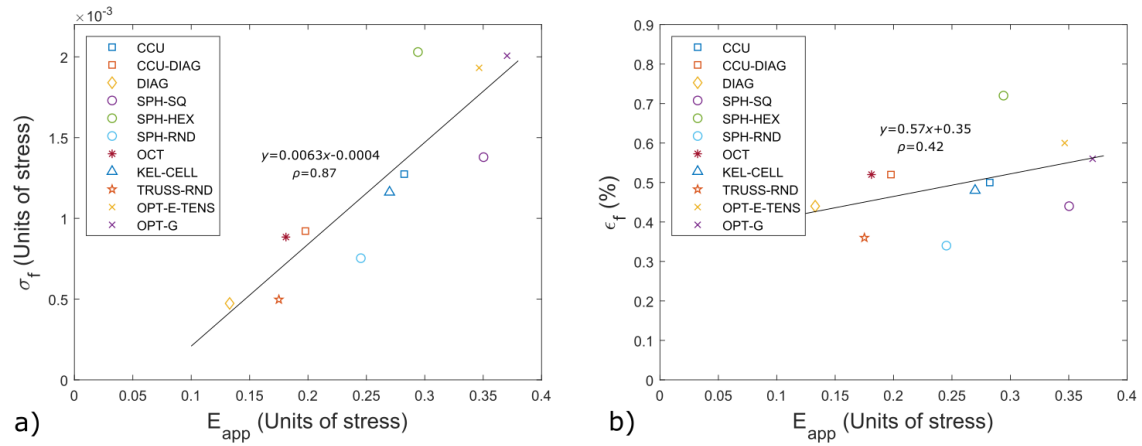 ×10⁻³
2
1.5
1
0.5
0
σf (Units of stress)
CCU
CCU-DIAG
DIAG
SPH-SQ
SPH-HEX
SPH-RND
OCT
KEL-CELL
TRUSS-RND
OPT-E-TENS
OPT-G
y=0.0063x-0.0004
ρ=0.87
0 0.05 0.1 0.15 0.2 0.25 0.3 0.35 0.4
Eapp (Units of stress)
a)
0.9
0.8
0.7
0.6
0.5
0.4
0.3
0.2
0.1
0
ϵf (%)
CCU
CCU-DIAG
DIAG
SPH-SQ
SPH-HEX
SPH-RND
OCT
KEL-CELL
TRUSS-RND
OPT-E-TENS
OPT-G
y=0.57x+0.35
ρ=0.42
0 0.05 0.1 0.15 0.2 0.25 0.3 0.35 0.4
Eapp (Units of stress)
b)